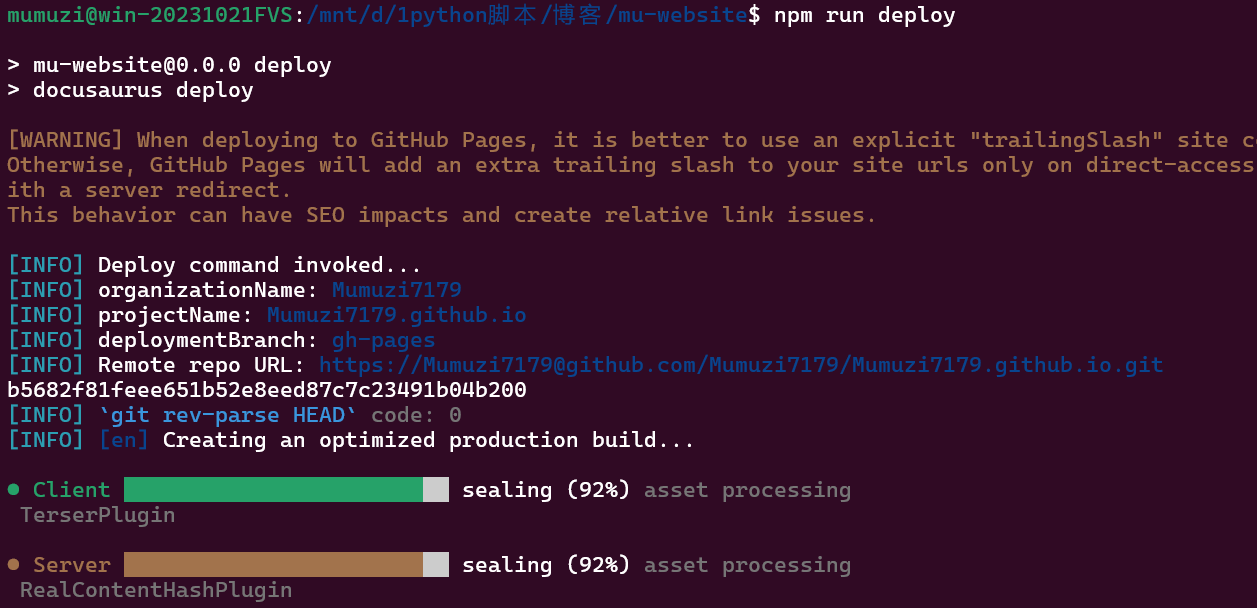 mumuzi@win-20231021FVS:/mnt/d/1python脚本/博客/mu-website$ npm run deploy
> mu-website@0.0.0 deploy
> docusaurus deploy
[WARNING] When deploying to GitHub Pages, it is better to use an explicit "trailingSlash" site c
Otherwise, GitHub Pages will add an extra trailing slash to your site urls only on direct-access
ith a server redirect.
This behavior can have SEO impacts and create relative link issues.
[INFO] Deploy command invoked...
[INFO] organizationName: Mumuzi7179
[INFO] projectName: Mumuzi7179.github.io
[INFO] deploymentBranch: gh-pages
[INFO] Remote repo URL: https://Mumuzi7179@github.com/Mumuzi7179/Mumuzi7179.github.io.git
b5682f81feee651b52e8eed87c7c23491b04b200
[INFO] `git rev-parse HEAD` code: 0
[INFO] [en] Creating an optimized production build...
● Client sealing (92%) asset processing
TerserPlugin
● Server sealing (92%) asset processing
RealContentHashPlugin